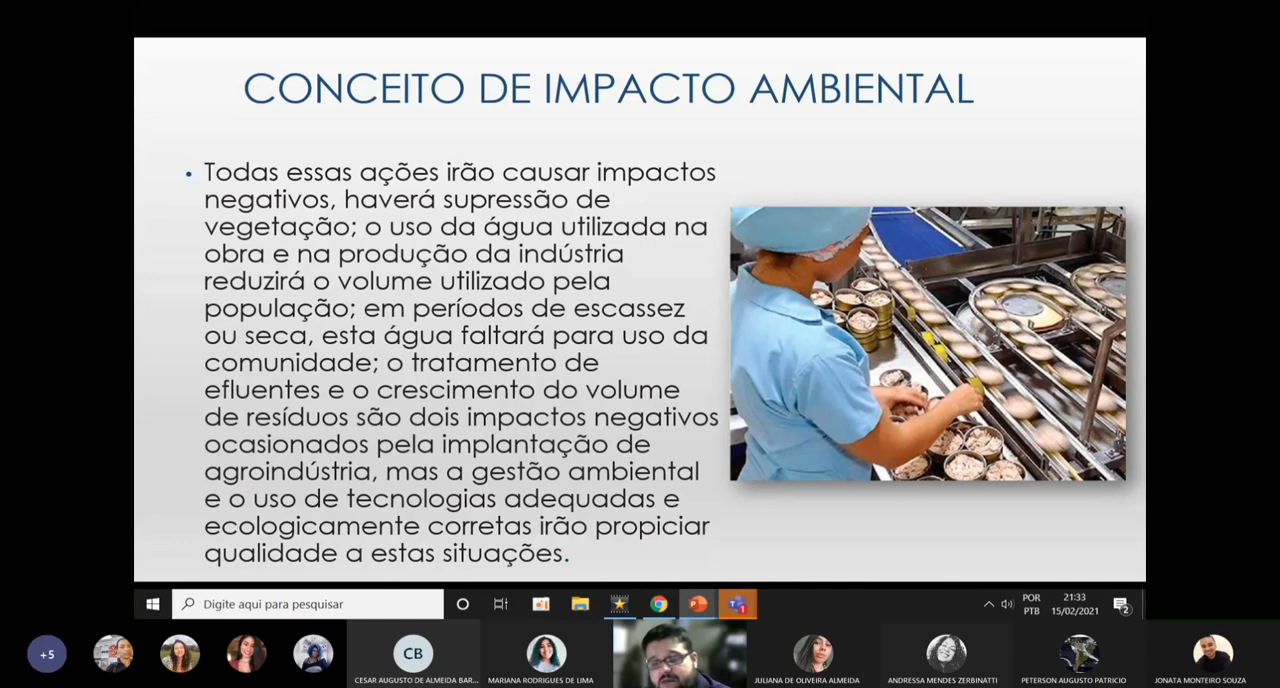 CONCEITO DE IMPACTO AMBIENTAL
• Todas essas ações irão causar impactos
negativos, haverá supressão de
vegetação; o uso da água utilizada na
obra e na produção da indústria
reduzirá o volume utilizado pela
população; em períodos de escassez
ou seca, esta água faltará para uso da
comunidade; o tratamento de
efluentes e o crescimento do volume
de resíduos são dois impactos negativos
ocasionados pela implantação de
agroindústria, mas a gestão ambiental
e o uso de tecnologias adequadas e
ecologicamente corretas irão propiciar
qualidade a estas situações.
Digite aqui para pesquisar
1
POR
PTB
21:33
15/02/2021
2
+5
CB
CESAR AUGUSTO DE ALMEIDA BAR...
MARIANA RODRIGUES DE LIMA
JULIANA DE OLIVEIRA ALMEIDA
ANDRESSA MENDES ZERBINATTI
PETERSON AUGUSTO PATRICIO
JONATA MONTEIRO SOUZA